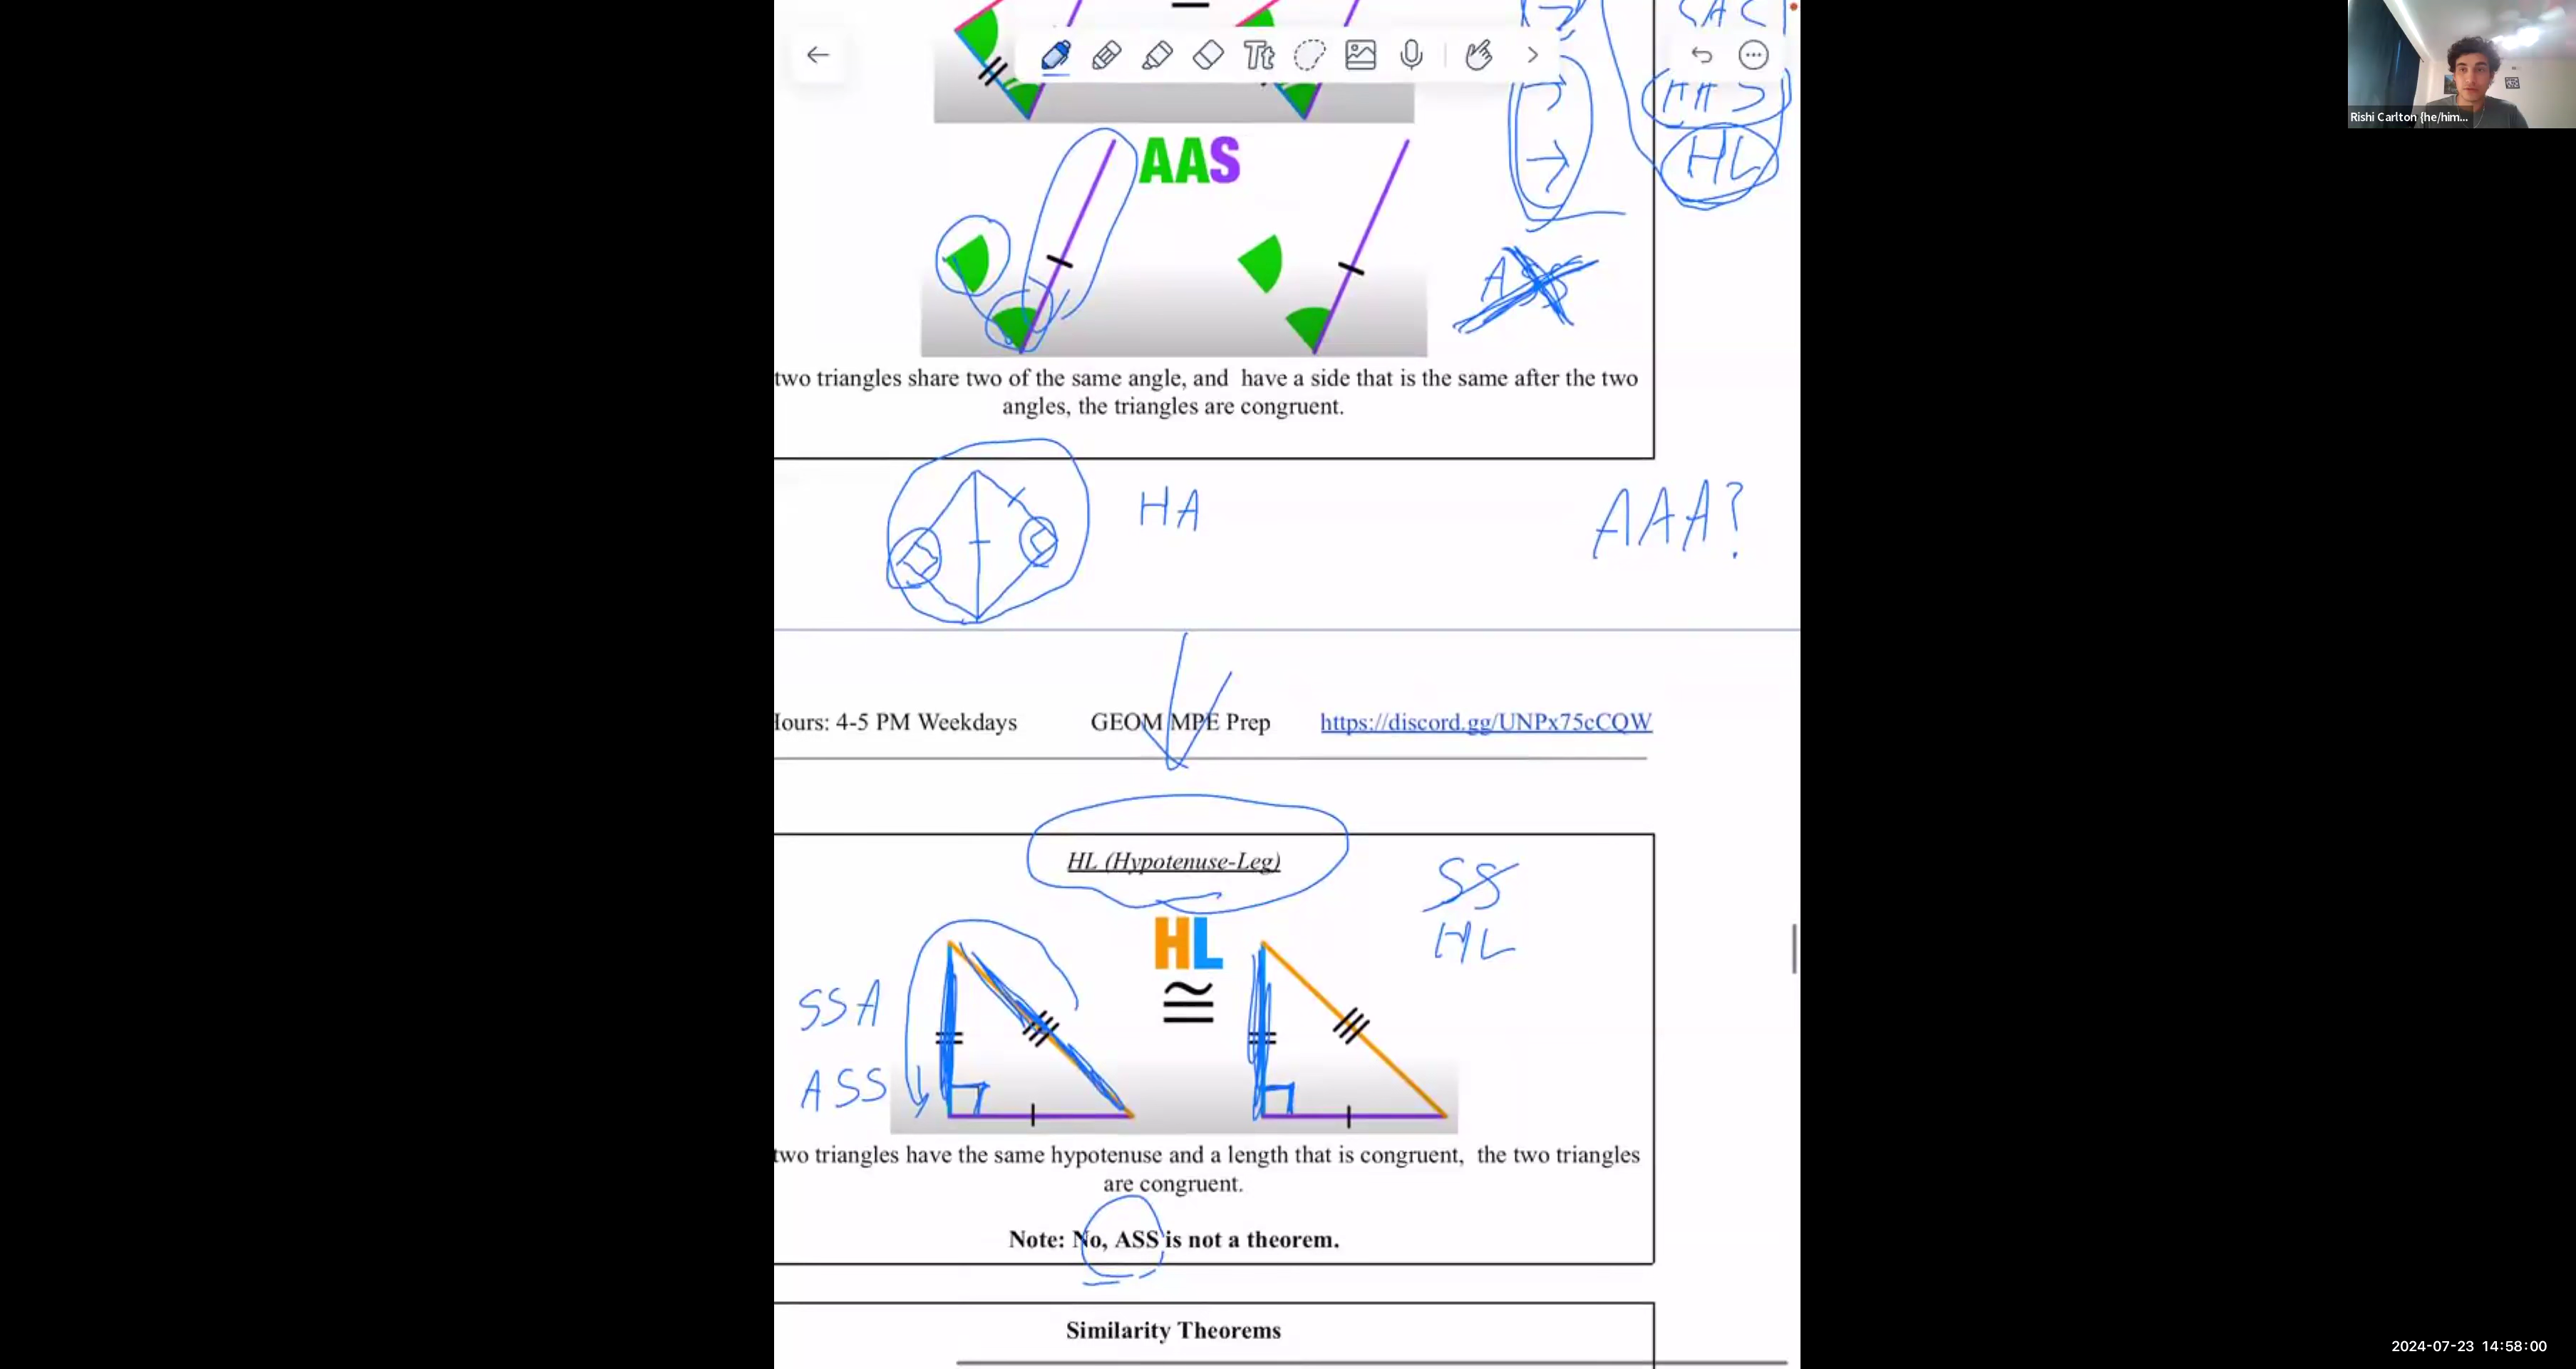 Rishi Carlton (he/him...
HL
AAS
A
two triangles share two of the same angle, and have a side that is the same after the two
angles, the triangles are congruent.
HA
AAA?
Hours: 4-5 PM Weekdays
GEOM MPE Prep
https://discord.gg/UNPx75cCQW
HL (Hypotenuse-Leg)
SS
HL
HL
≅
SSA
ASS
two triangles have the same hypotenuse and a length that is congruent, the two triangles
are congruent.
Note: No, ASS is not a theorem.
Similarity Theorems
2024-07-23 14:58:00